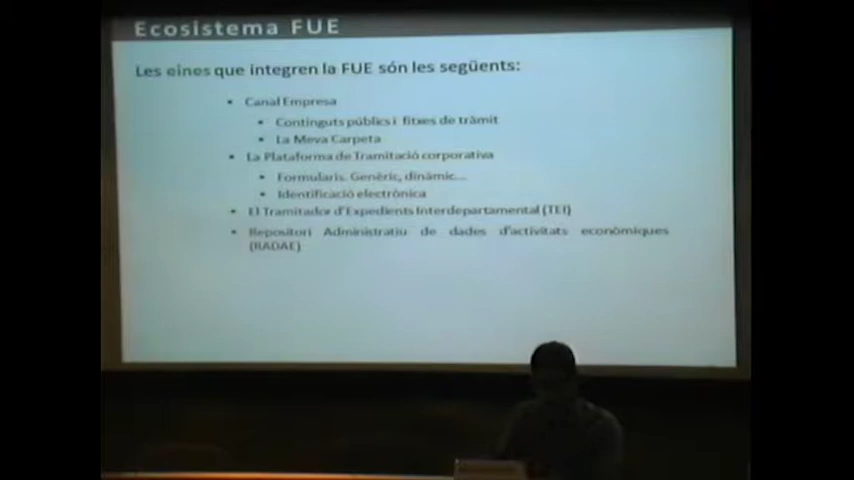 Ecosistema FUE
Les eines que integren la FUE són les següents:
• Canal Empresa
• Continguts públics i fitxes de tràmit
• La Meva Carpeta
• La Plataforma de Tramitació corporativa
• Formularis. Genèric, dinàmic...
• Identificació electrònica
• El Tramitador d'Expedients Interdepartamental (TEI)
• Repositori Administratiu de dades d'activitats econòmiques
(RADAE)